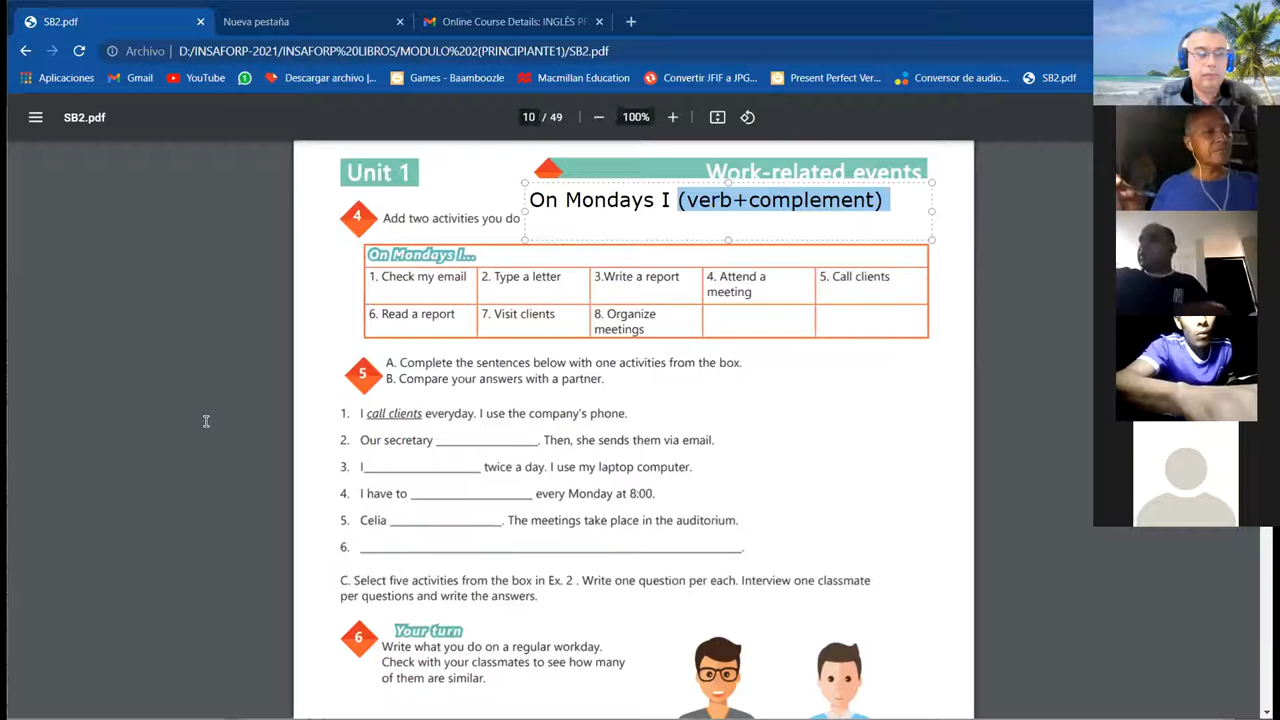 SB2.pdf
Nueva pestaña
Online Course Details: INGLÉS PR
Archivo
D:/INSAFORP-2021/INSAFORP%20LIBROS/MODULO%202(PRINCIPIANTE1)/SB2.pdf
Aplicaciones
Gmail
YouTube
Descargar archivo |...
Games - Baamboozle
Macmillan Education
Convertir JFIF a JPG...
Present Perfect Ver...
Conversor de audio...
SB2.pdf
SB2.pdf
10 / 49
100%
Unit 1
Work-related events
On Mondays I (verb+complement)
4
Add two activities you do
On Mondays I...
1. Check my email
2. Type a letter
3.Write a report
4. Attend a
meeting
5. Call clients
6. Read a report
7. Visit clients
8. Organize
meetings
5
A. Complete the sentences below with one activities from the box.
B. Compare your answers with a partner.
1. I call clients everyday. I use the company's phone.
2. Our secretary ________________. Then, she sends them via email.
3. I__________________ twice a day. I use my laptop computer.
4. I have to ___________________ every Monday at 8:00.
5. Celia _________________. The meetings take place in the auditorium.
6. ____________________________________________________________.
C. Select five activities from the box in Ex. 2 . Write one question per each. Interview one classmate
per questions and write the answers.
6
Your turn
Write what you do on a regular workday.
Check with your classmates to see how many
of them are similar.